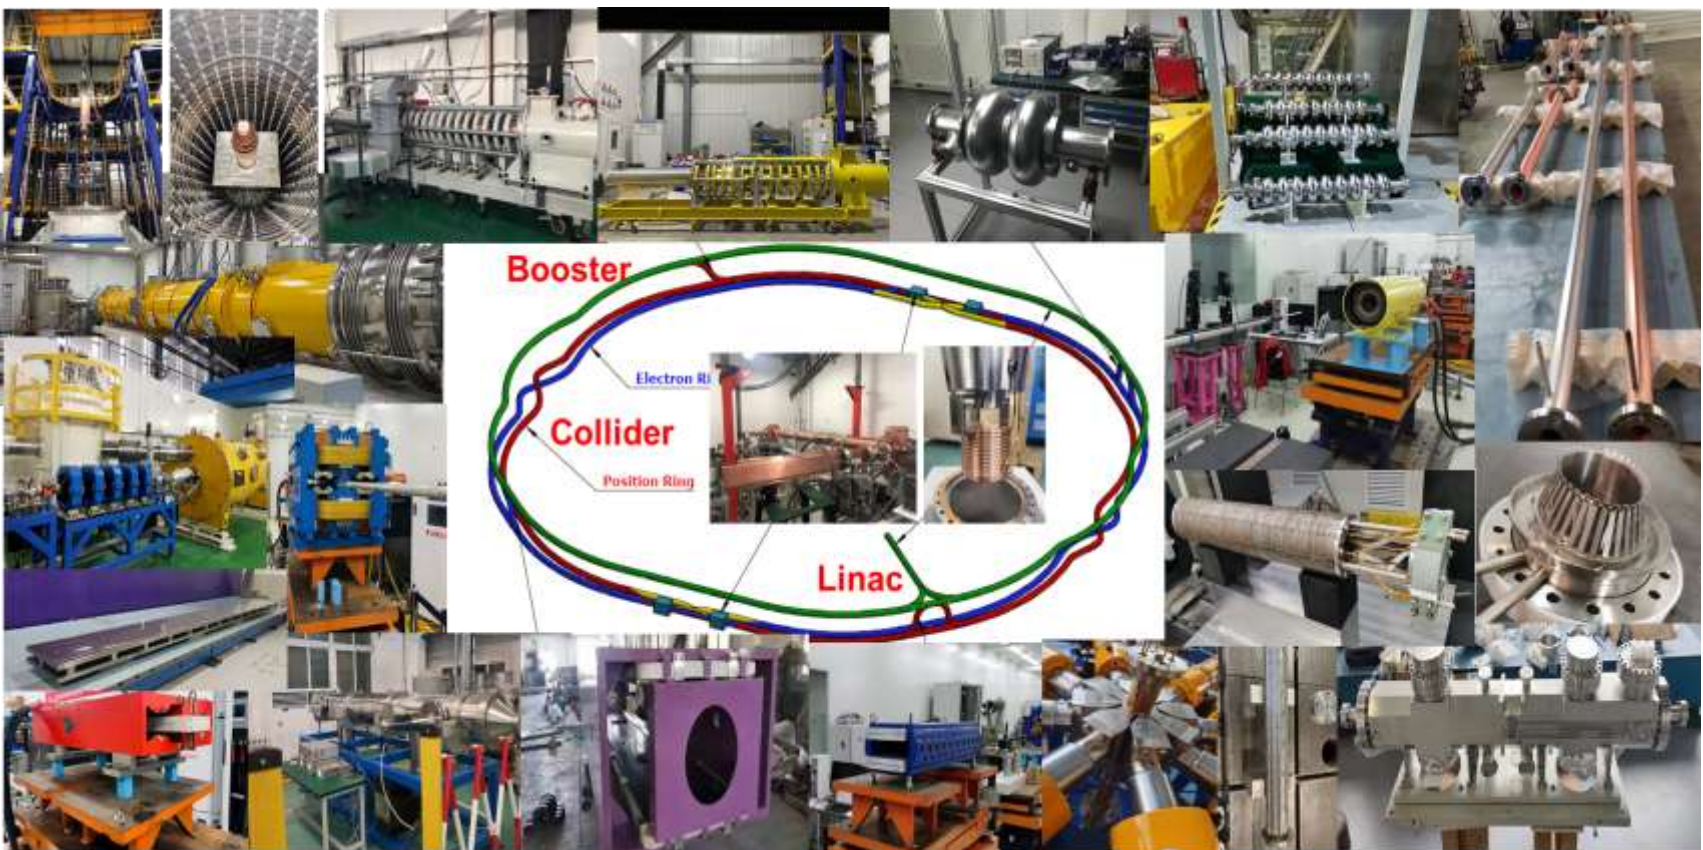 Booster
Electron Ri
Collider
Position Ring
Linac